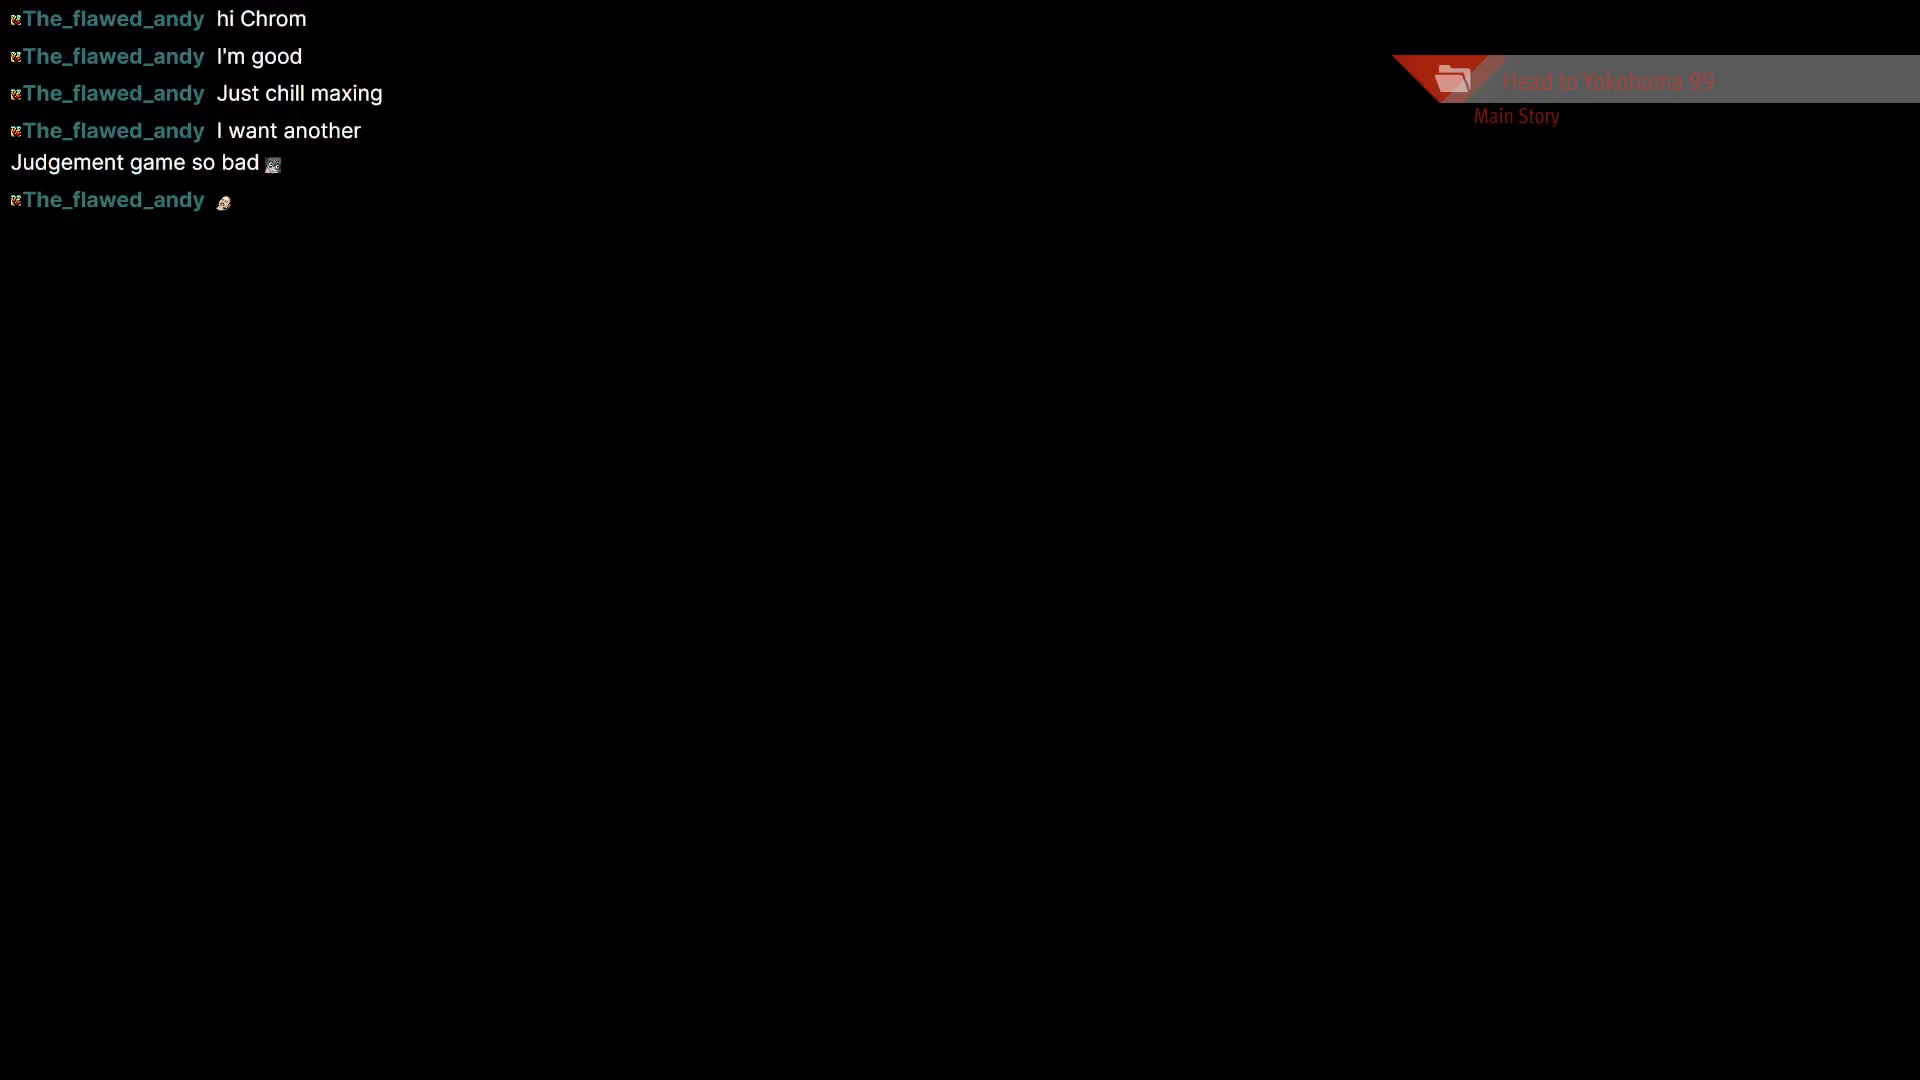 The_flawed_andy hi Chrom
The_flawed_andy I'm good
The_flawed_andy Just chill maxing
The_flawed_andy I want another
Judgement game so bad
The_flawed_andy
Head to Yokohama 99
Main Story